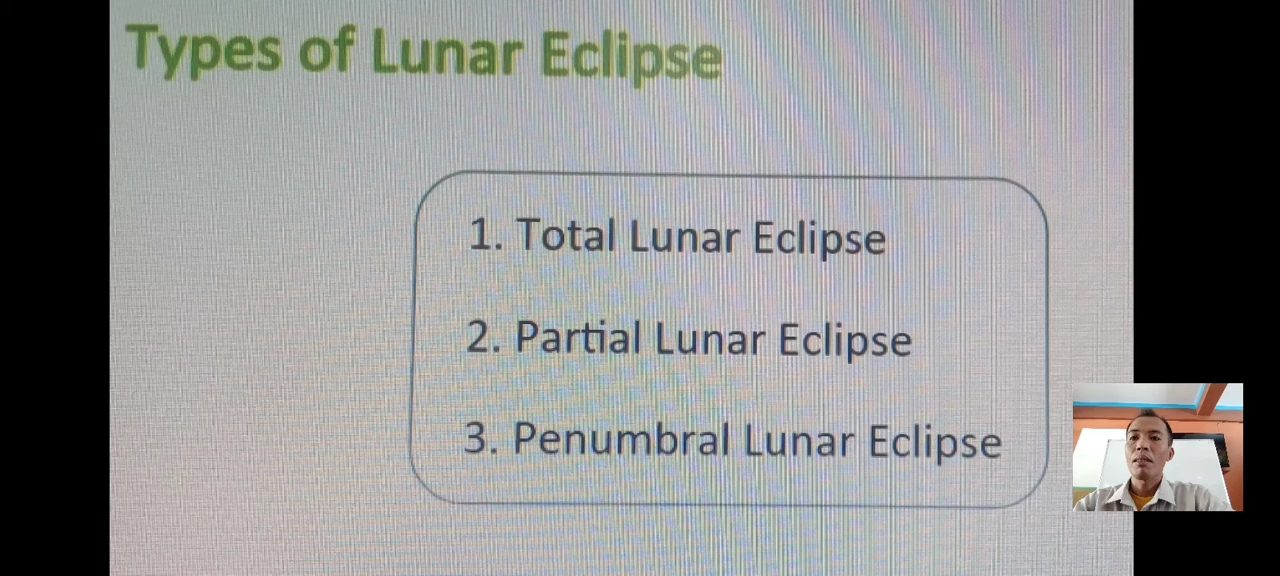 Types of Lunar Eclipse
1. Total Lunar Eclipse
2. Partial Lunar Eclipse
3. Penumbral Lunar Eclipse